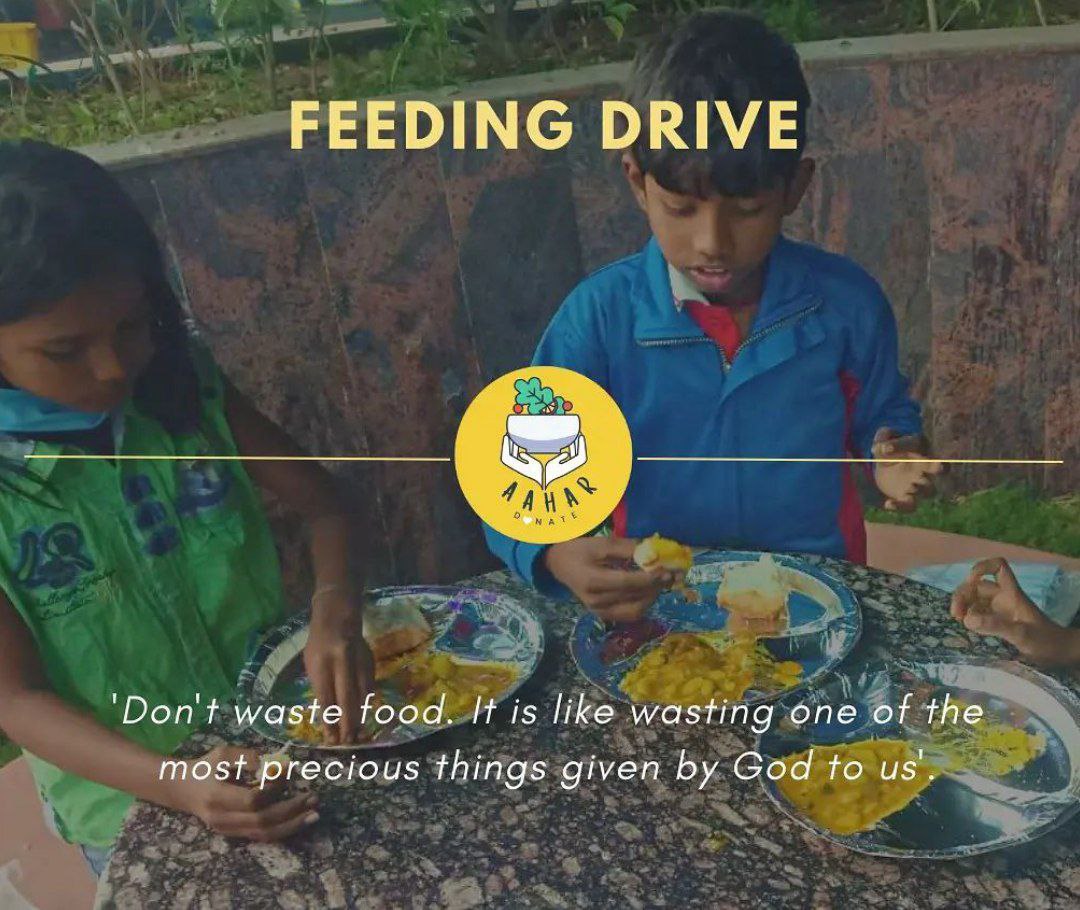 FEEDING DRIVE
AAHAR
DONATE
'Don't waste food. It is like wasting one of the
most precious things given by God to us'.